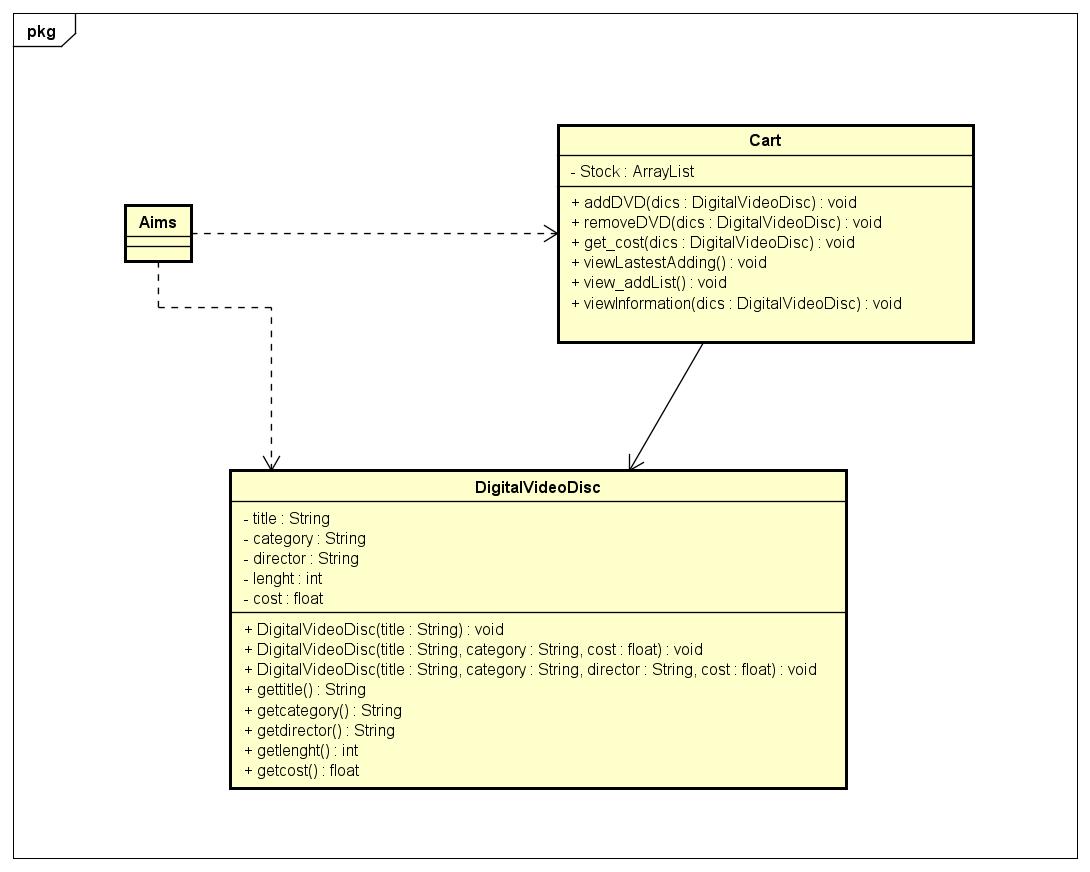 pkg
Cart
- Stock : ArrayList
+ addDVD(dics : DigitalVideoDisc) : void
+ removeDVD(dics : DigitalVideoDisc) : void
+ get_cost(dics : DigitalVideoDisc) : void
+ viewLastestAdding() : void
+ view_addList() : void
+ viewInformation(dics : DigitalVideoDisc) : void
Aims
DigitalVideoDisc
- title : String
- category : String
- director : String
- lenght : int
- cost : float
+ DigitalVideoDisc(title : String) : void
+ DigitalVideoDisc(title : String, category : String, cost : float) : void
+ DigitalVideoDisc(title : String, category : String, director : String, cost : float) : void
+ gettitle() : String
+ getcategory() : String
+ getdirector() : String
+ getlenght() : int
+ getcost() : float